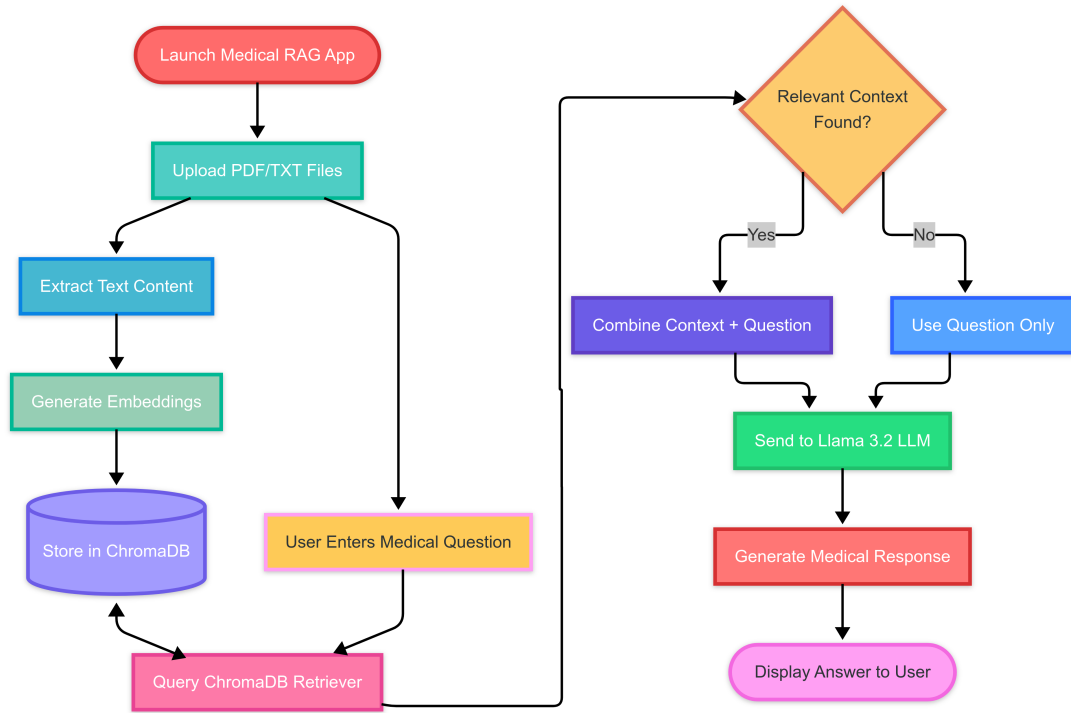 Launch Medical RAG App
Upload PDF/TXT Files
Extract Text Content
Generate Embeddings
Store in ChromaDB
User Enters Medical Question
Query ChromaDB Retriever
Relevant Context
Found?
Yes
No
Combine Context + Question
Use Question Only
Send to Llama 3.2 LLM
Generate Medical Response
Display Answer to User